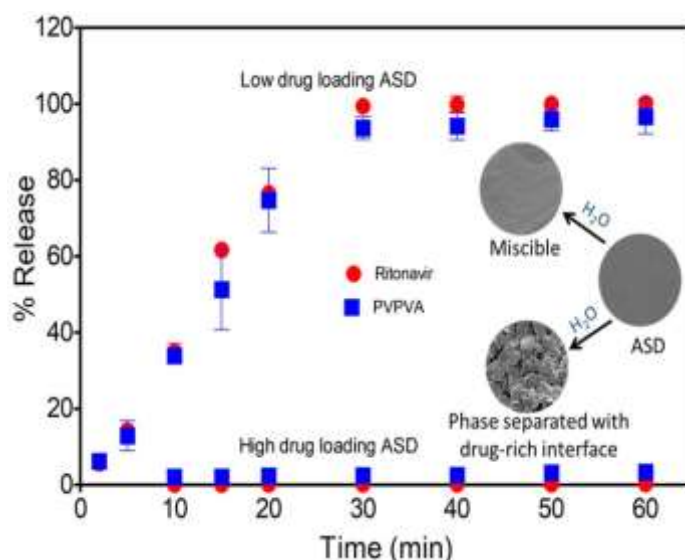 120
100
80
60
40
20
0
% Release
Low drug loading ASD
Ritonavir
PVPVA
H₂O
Miscible
H₂O
ASD
Phase separated with
drug-rich interface
High drug loading ASD
0 10 20 30 40 50 60
Time (min)